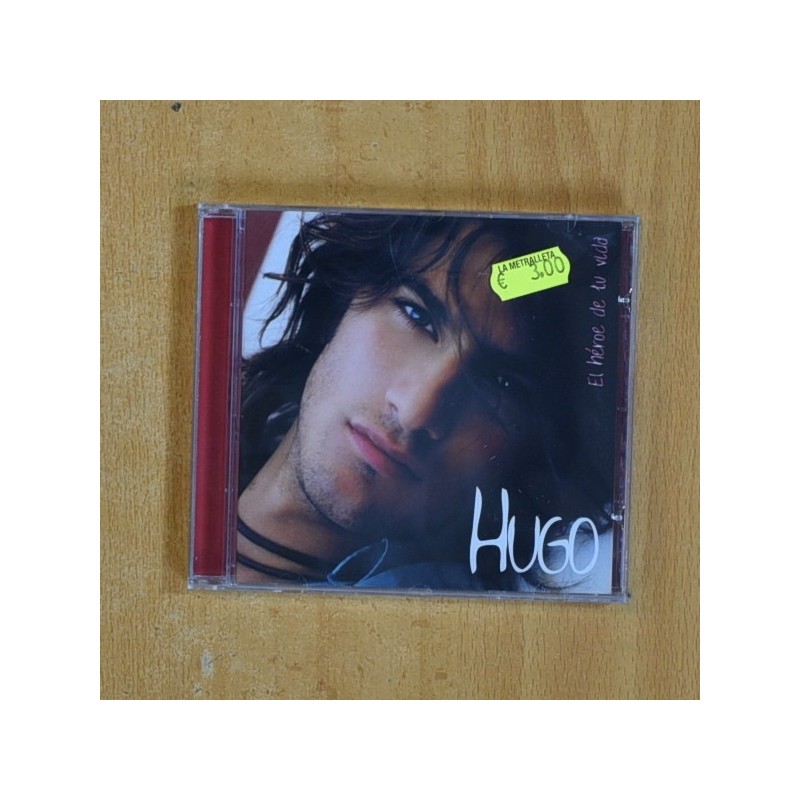 LA METRALLETA
€ 3.00
El héroe de tu vida
HUGO